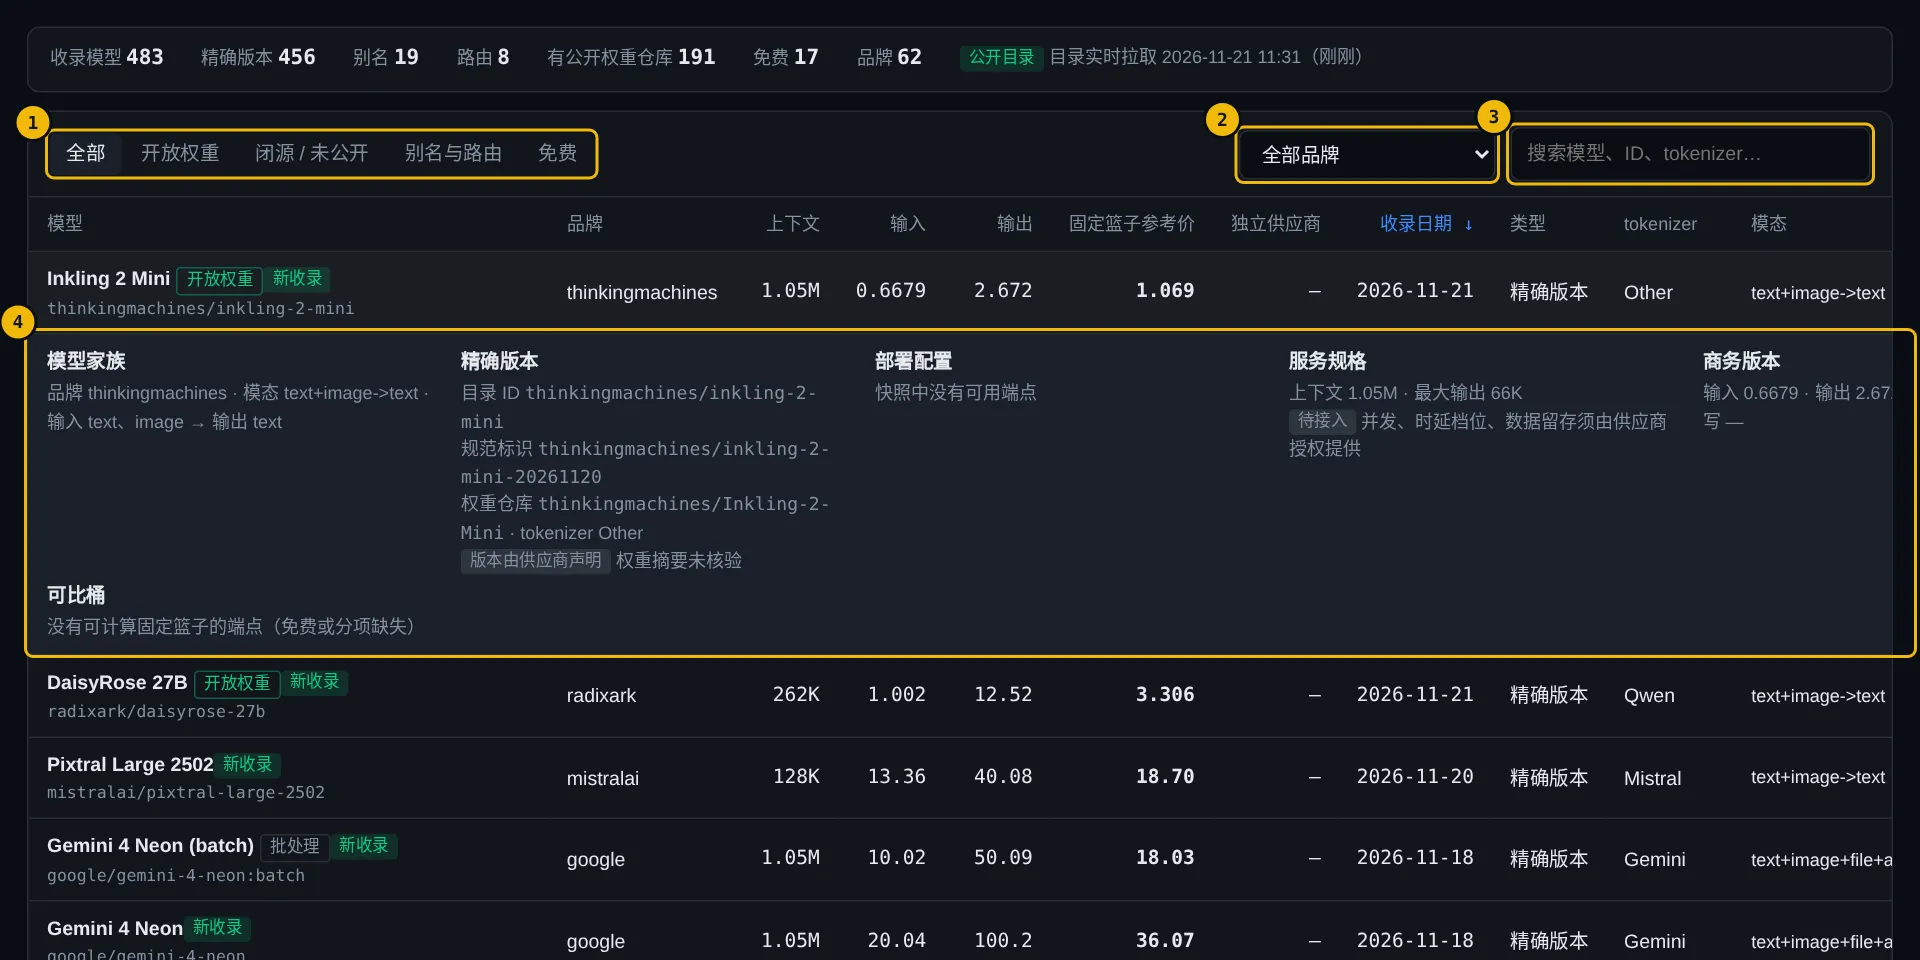 收录模型 483 精确版本 456 别名 19 路由 8 有公开权重仓库 191 免费 17 品牌 62 公开目录 目录实时拉取 2026-11-21 11:31（刚刚）
1 2 3
全部 开放权重 闭源 / 未公开 别名与路由 免费 全部品牌 搜索模型、ID、tokenizer…
模型 品牌 上下文 输入 输出 固定篮子参考价 独立供应商 收录日期 ↓ 类型 tokenizer 模态
Inkling 2 Mini 开放权重 新收录
thinkingmachines/inkling-2-mini
thinkingmachines 1.05M 0.6679 2.672 1.069 — 2026-11-21 精确版本 Other text+image->text
4
模型家族
品牌 thinkingmachines · 模态 text+image->text ·
输入 text、image → 输出 text
精确版本
目录 ID thinkingmachines/inkling-2-
mini
规范标识 thinkingmachines/inkling-2-
mini-20261120
权重仓库 thinkingmachines/Inkling-2-
Mini · tokenizer Other
版本由供应商声明 权重摘要未核验
部署配置
快照中没有可用端点
服务规格
上下文 1.05M · 最大输出 66K
待接入 并发、时延档位、数据留存须由供应商
授权提供
商务版本
输入 0.6679 · 输出 2.67
写 —
可比桶
没有可计算固定篮子的端点（免费或分项缺失）
DaisyRose 27B 开放权重 新收录
radixark/daisyrose-27b
radixark 262K 1.002 12.52 3.306 — 2026-11-21 精确版本 Qwen text+image->text
Pixtral Large 2502 新收录
mistralai/pixtral-large-2502
mistralai 128K 13.36 40.08 18.70 — 2026-11-20 精确版本 Mistral text+image->text
Gemini 4 Neon (batch) 批处理 新收录
google/gemini-4-neon:batch
google 1.05M 10.02 50.09 18.03 — 2026-11-18 精确版本 Gemini text+image+file+a
Gemini 4 Neon 新收录
google/gemini-4-neon
google 1.05M 20.04 100.2 36.07 — 2026-11-18 精确版本 Gemini text+image+file+a